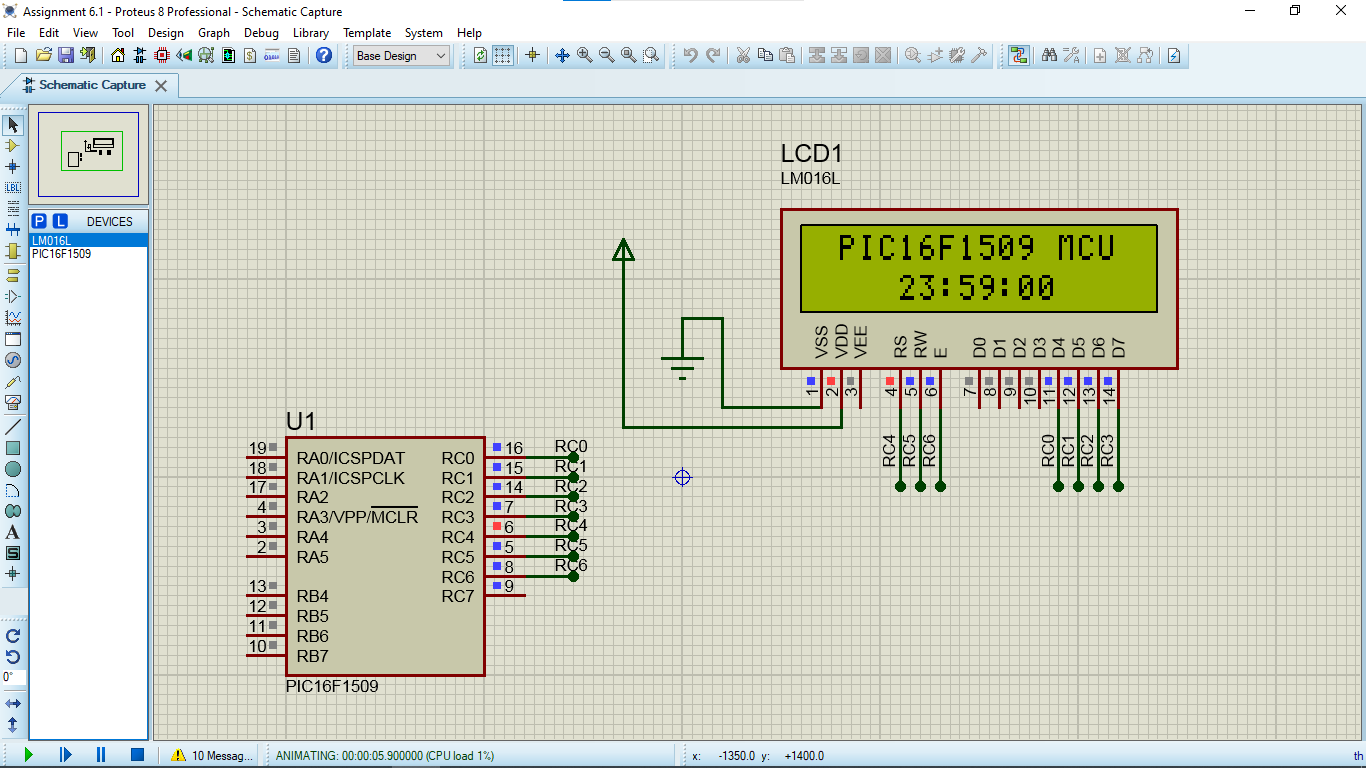 Assignment 6.1 - Proteus 8 Professional - Schematic Capture
File Edit View Tool Design Graph Debug Library Template System Help
Base Design
Schematic Capture
P L DEVICES
LM016L
PIC16F1509
LBL
A
S
0°
LCD1
LM016L
PIC16F1509 MCU
23:59:00
VSS VDD VEE RS RW E D0 D1 D2 D3 D4 D5 D6 D7
1 2 3 4 5 6 7 8 9 10 11 12 13 14
RC4 RC5 RC6 RC0 RC1 RC2 RC3
U1
19 RA0/ICSPDAT RC0 16 RC0
18 RA1/ICSPCLK RC1 15 RC1
17 RA2 RC2 14 RC2
4 RA3/VPP/MCLR RC3 7 RC3
3 RA4 RC4 6 RC4
2 RA5 RC5 5 RC5
RC6 8 RC6
13 RB4 RC7 9
12 RB5
11 RB6
10 RB7
PIC16F1509
10 Messag... ANIMATING: 00:00:05.900000 (CPU load 1%) x: -1350.0 y: +1400.0 th